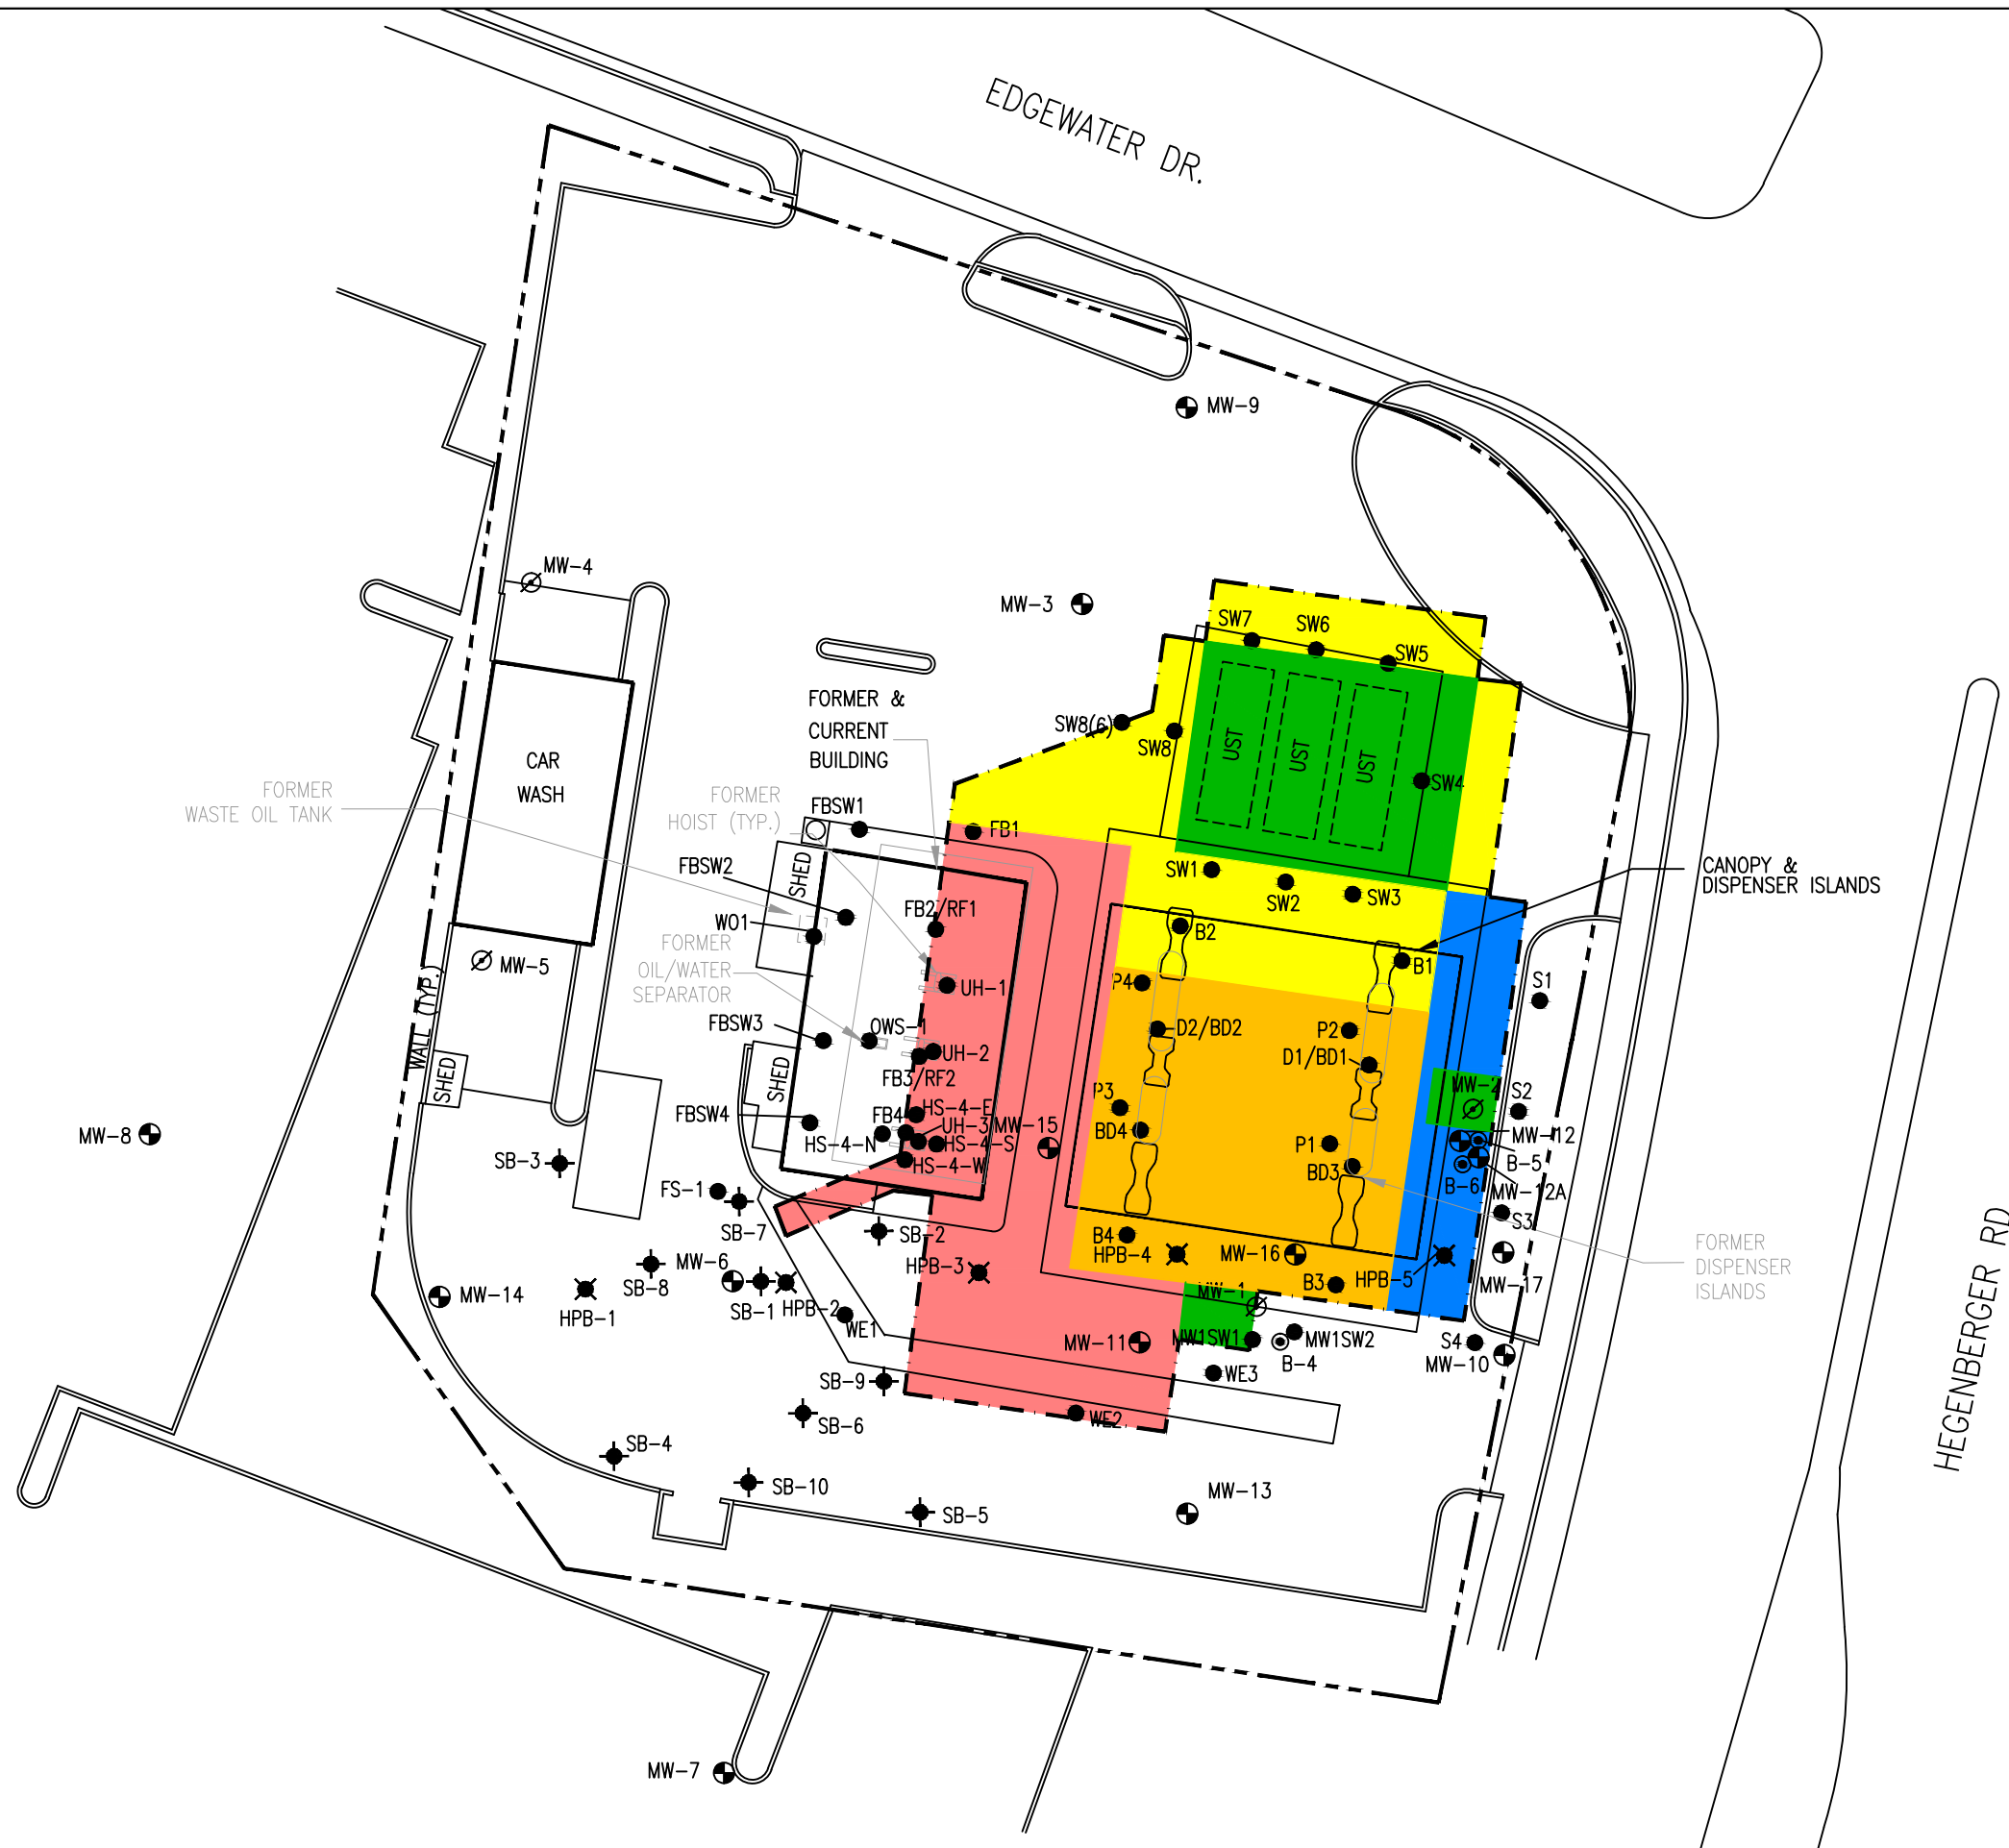 EDGEWATER DR.
MW-9
MW-4
MW-3
SW7
SW6
SW5
FORMER &
CURRENT
BUILDING
SW8(6)
SW8
UST
UST
UST
SW4
CAR
WASH
FORMER
WASTE OIL TANK
FORMER
HOIST (TYP.)
FBSW1
FB1
SHED
FBSW2
SW1
SW2
SW3
CANOPY &
DISPENSER ISLANDS
FB2/RF1
WO1
B2
FORMER
OIL/WATER
SEPARATOR
MW-5
WALL (TYP.)
B1
P4
UH-1
S1
FBSW3
OWS-1
D2/BD2
P2
UH-2
D1/BD1
FB3/RF2
SHED
SHED
MW-2
S2
P3
FBSW4
FB4
HS-4-E
UH-3
MW-15
BD4
MW-8
HS-4-N
HS-4-S
P1
MW-12
B-5
SB-3
HS-4-W
BD3
B-6
MW-12A
FS-1
S3
SB-7
SB-2
B4
HPB-4
MW-16
FORMER
DISPENSER
ISLANDS
HEGENBERGER RD
MW-6
HPB-3
HPB-5
MW-17
SB-8
B3
MW-14
SB-1
HPB-2
MW-1
HPB-1
WE1
MW-11
MW1SW1
MW1SW2
S4
B-4
MW-10
SB-9
WE3
SB-6
WE2
SB-4
SB-10
MW-13
SB-5
MW-7